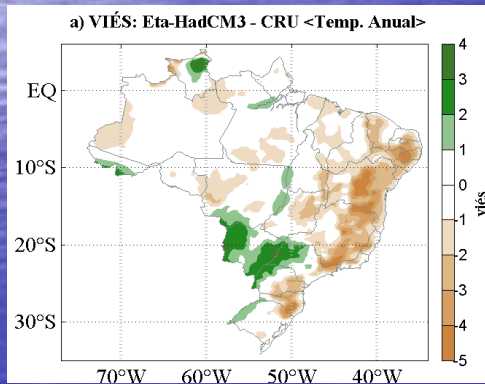 a) VIÉS: Eta-HadCM3 - CRU <Temp. Anual>
EQ
10°S
20°S
30°S
70°W 60°W 50°W 40°W
4
3
2
1
0
-1
-2
-3
-4
-5
viés